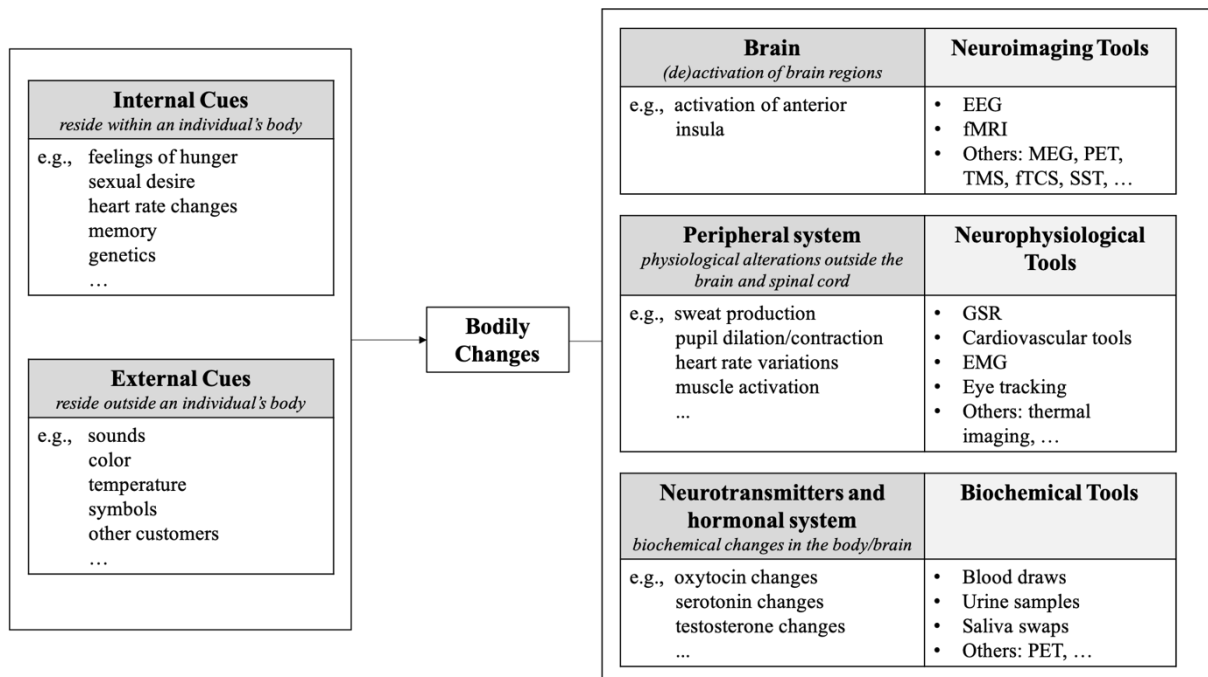 Internal Cues
reside within an individual's body
e.g., feelings of hunger
sexual desire
heart rate changes
memory
genetics
…
External Cues
reside outside an individual's body
e.g., sounds
color
temperature
symbols
other customers
…
Bodily
Changes
Brain
(de)activation of brain regions
e.g., activation of anterior
insula
Neuroimaging Tools
• EEG
• fMRI
• Others: MEG, PET,
TMS, fTCS, SST, …
Peripheral system
physiological alterations outside the
brain and spinal cord
e.g., sweat production
pupil dilation/contraction
heart rate variations
muscle activation
...
Neurophysiological
Tools
• GSR
• Cardiovascular tools
• EMG
• Eye tracking
• Others: thermal
imaging, …
Neurotransmitters and
hormonal system
biochemical changes in the body/brain
e.g., oxytocin changes
serotonin changes
testosterone changes
...
Biochemical Tools
• Blood draws
• Urine samples
• Saliva swaps
• Others: PET, …